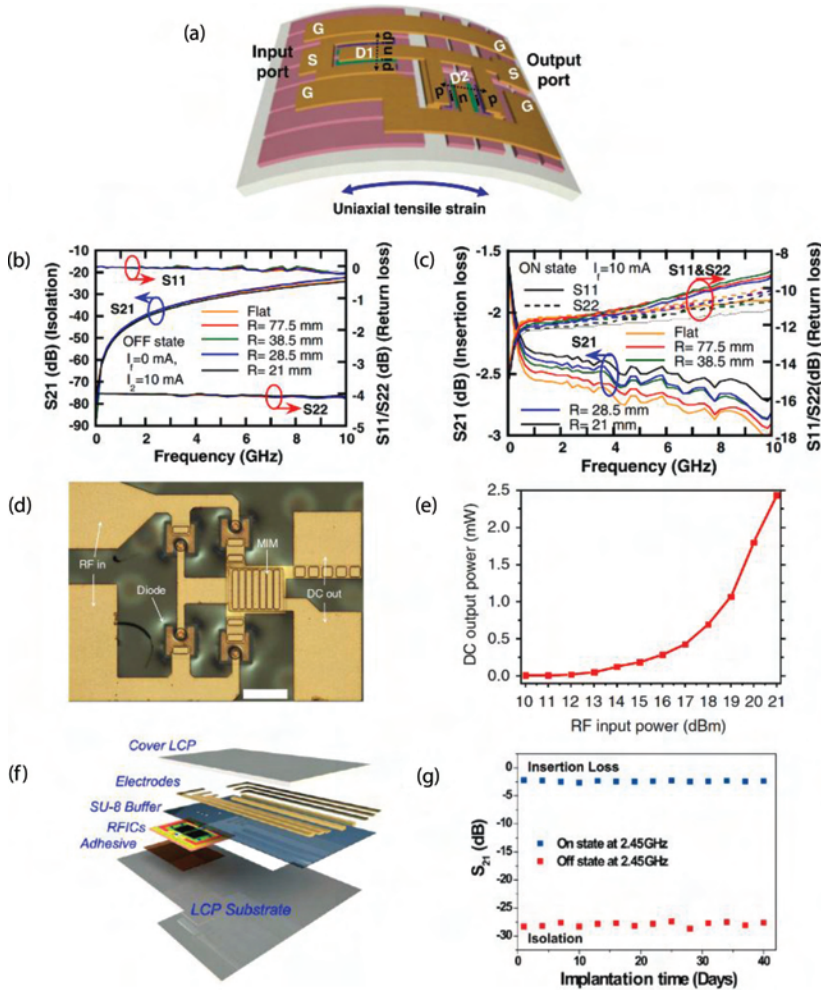 (a)
G
Input
port
S
D1
p i n i p
G
D2
p i n i p
G
S
G
Output
port
Uniaxial tensile strain
(b)
S21 (dB) (Isolation)
-10
-20
-30
-40
-50
-60
-70
-80
-90
S11
S21
OFF state
If=0 mA,
I2=10 mA
Flat
R= 77.5 mm
R= 38.5 mm
R= 28.5 mm
R= 21 mm
S22
0
-1
-2
-3
-4
-5
S11/S22 (dB) (Return loss)
0 2 4 6 8 10
Frequency (GHz)
(c)
S21 (dB) (Insertion loss)
-1.5
-2
-2.5
-3
ON state If=10 mA
S11
S22
S11&S22
S21
Flat
R= 77.5 mm
R= 38.5 mm
R= 28.5 mm
R= 21 mm
-8
-10
-12
-14
-16
-18
S11/S22(dB) (Return loss)
0 2 4 6 8 10
Frequency (GHz)
(d)
RF in
Diode
MIM
DC out
(e)
DC output power (mW)
2.5
2.0
1.5
1.0
0.5
0.0
10 11 12 13 14 15 16 17 18 19 20 21
RF input power (dBm)
(f)
Cover LCP
Electrodes
SU-8 Buffer
RFICs
Adhesive
LCP Substrate
(g)
S21 (dB)
0
-5
-10
-15
-20
-25
-30
Insertion Loss
On state at 2.45GHz
Off state at 2.45GHz
Isolation
0 10 20 30 40
Implantation time (Days)